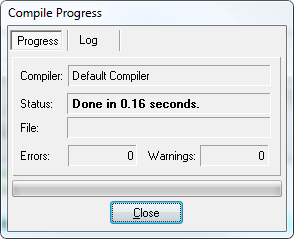 Compile Progress
Progress Log
Compiler: Default Compiler
Status: Done in 0.16 seconds.
File:
Errors: 0 Warnings: 0
Close